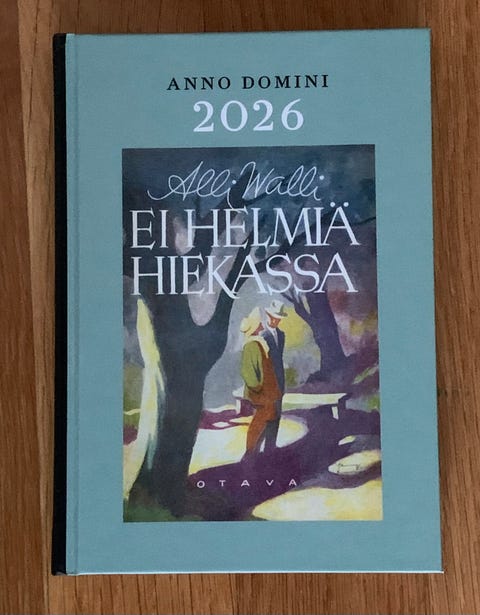 ANNO DOMINI
2026
Alli Walli
EI HELMIÄ
HIEKASSA
OTAVA